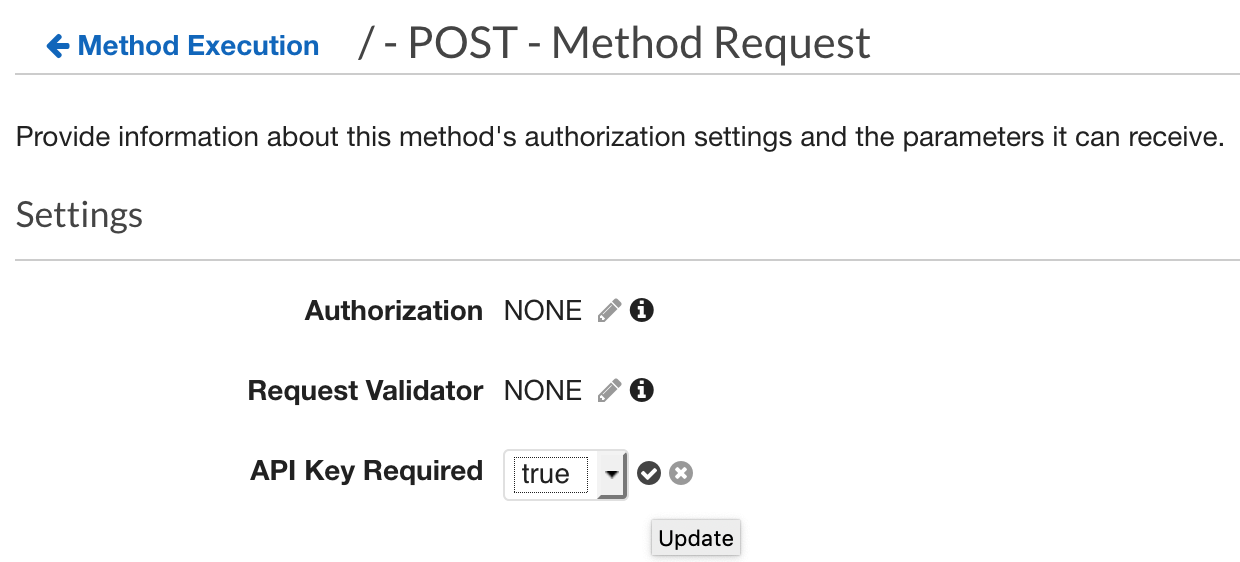 Method Execution / - POST - Method Request
Provide information about this method's authorization settings and the parameters it can receive.
Settings
Authorization NONE
Request Validator NONE
API Key Required true
Update